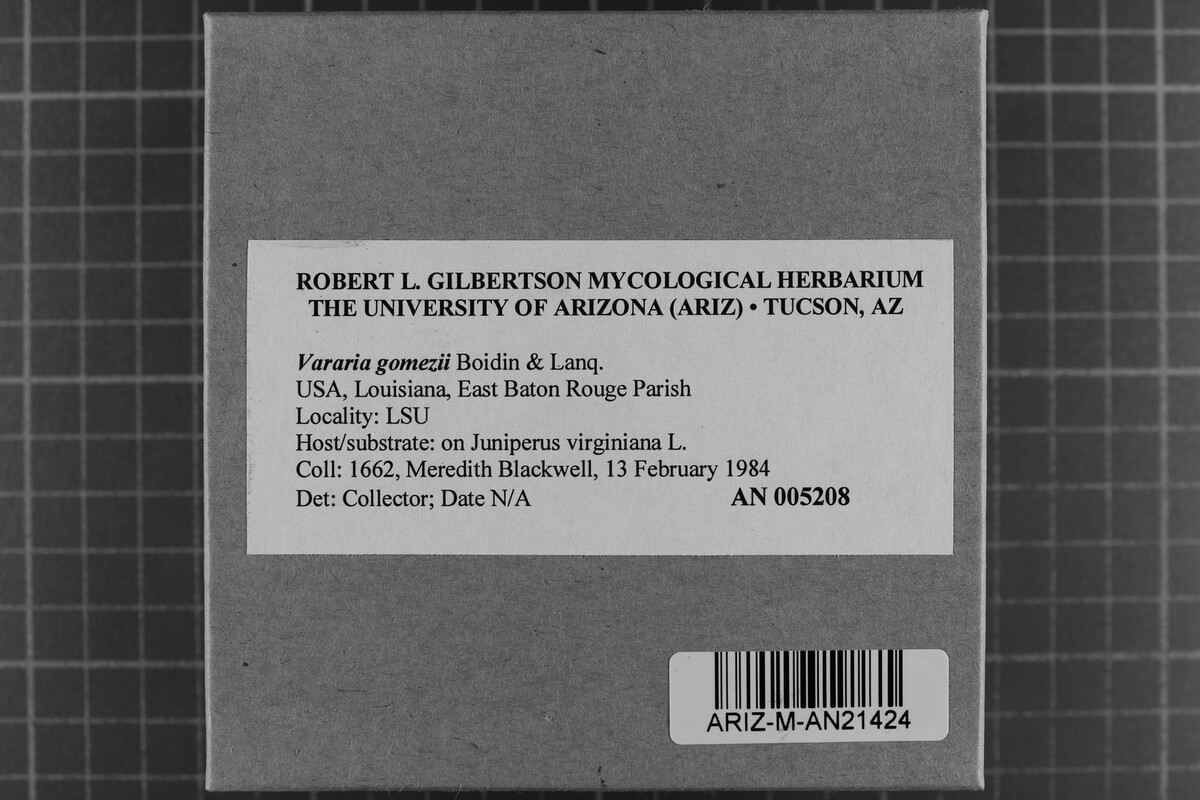 ROBERT L. GILBERTSON MYCOLOGICAL HERBARIUM
THE UNIVERSITY OF ARIZONA (ARIZ) • TUCSON, AZ
Vararia gomezii Boidin & Lanq.
USA, Louisiana, East Baton Rouge Parish
Locality: LSU
Host/substrate: on Juniperus virginiana L.
Coll: 1662, Meredith Blackwell, 13 February 1984
Det: Collector; Date N/A AN 005208
ARIZ-M-AN21424